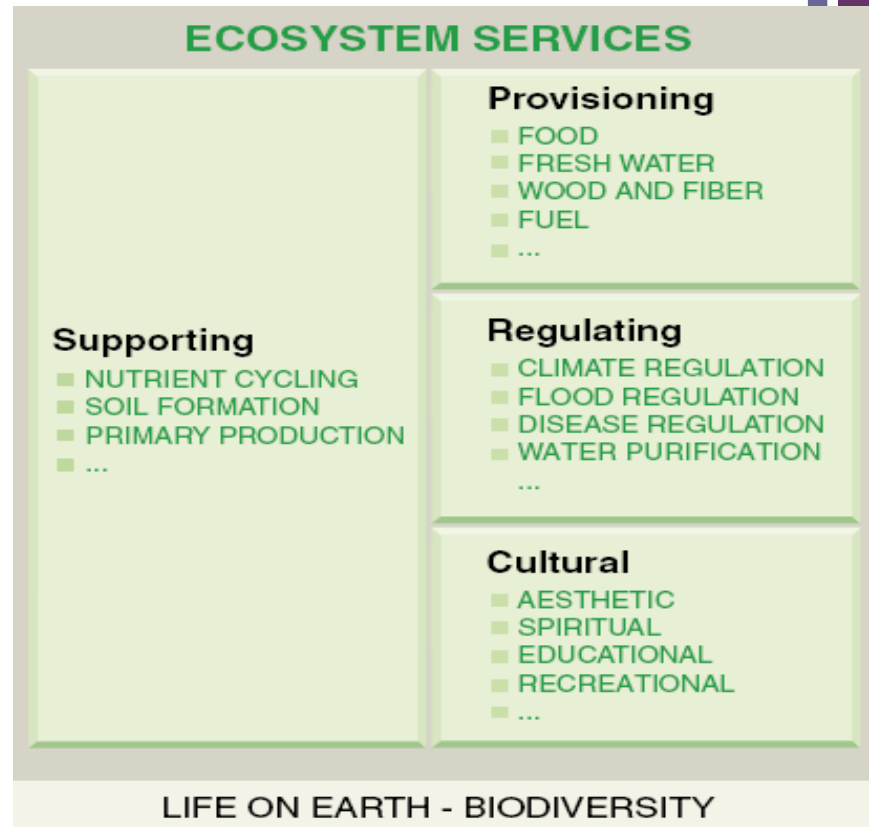 ECOSYSTEM SERVICES
Supporting
NUTRIENT CYCLING
SOIL FORMATION
PRIMARY PRODUCTION
...
Provisioning
FOOD
FRESH WATER
WOOD AND FIBER
FUEL
...
Regulating
CLIMATE REGULATION
FLOOD REGULATION
DISEASE REGULATION
WATER PURIFICATION
...
Cultural
AESTHETIC
SPIRITUAL
EDUCATIONAL
RECREATIONAL
...
LIFE ON EARTH - BIODIVERSITY